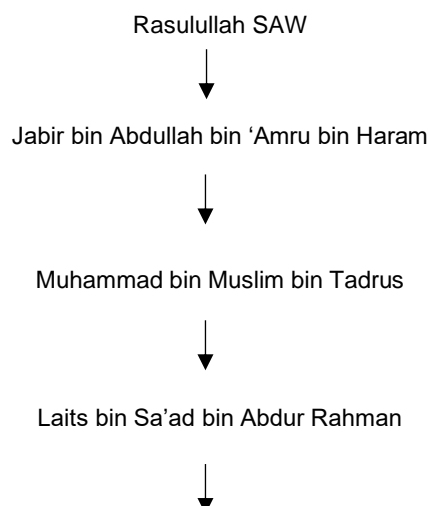 Rasulullah SAW
Jabir bin Abdullah bin ‘Amru bin Haram
Muhammad bin Muslim bin Tadrus
Laits bin Sa’ad bin Abdur Rahman